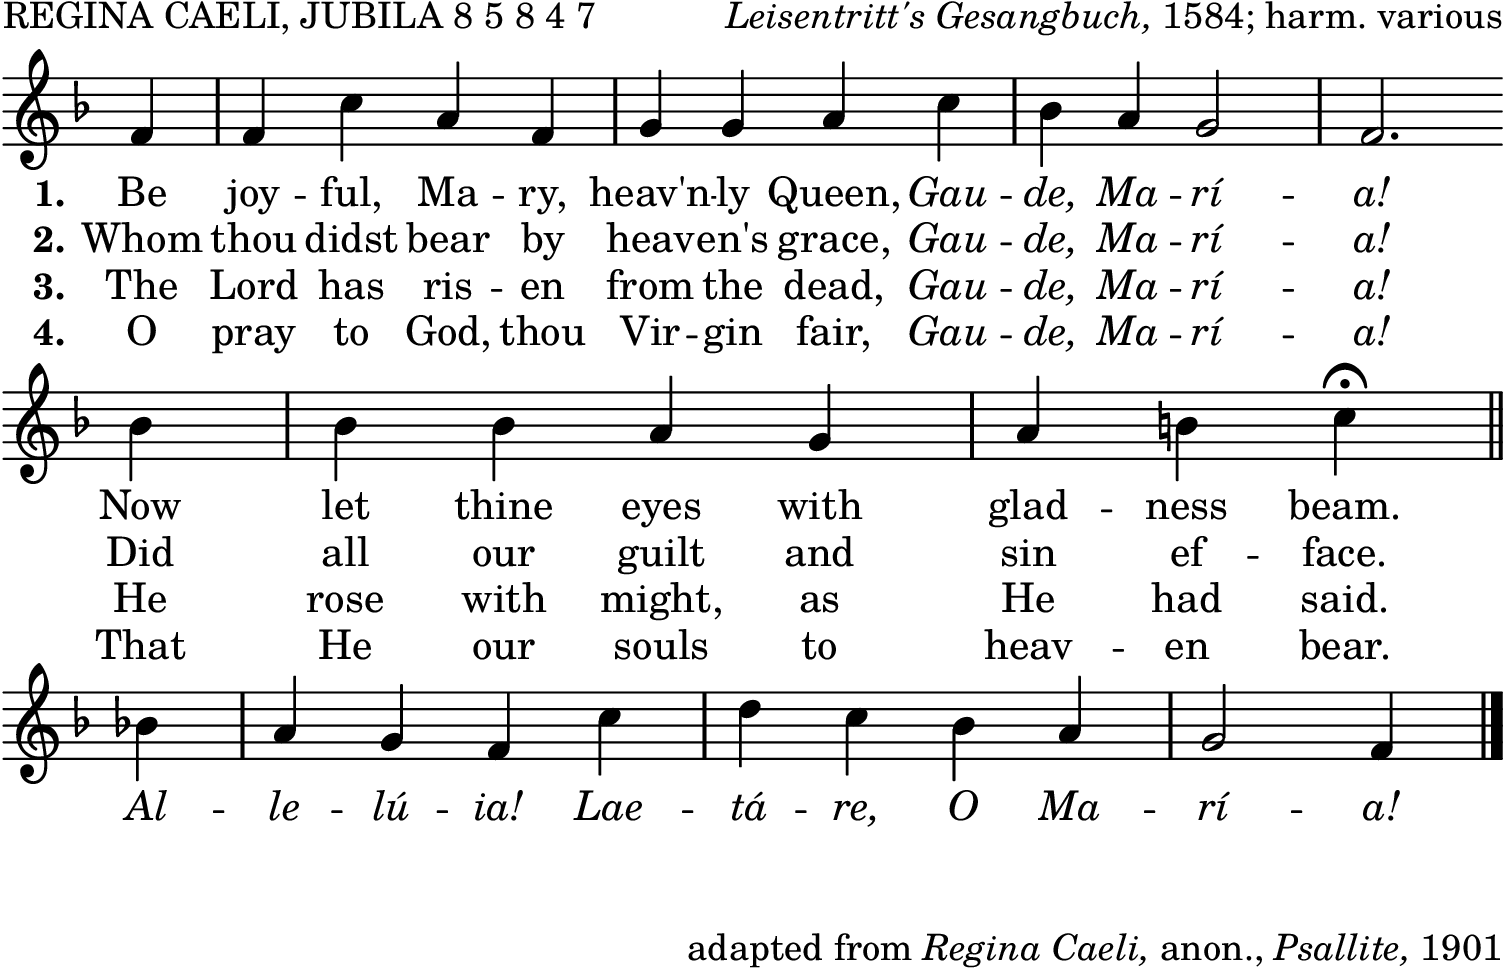 REGINA CAELI, JUBILA 8 5 8 4 7 Leisentritt's Gesangbuch, 1584; harm. various
1. Be joy - ful, Ma - ry, heav'n - ly Queen, Gau - de, Ma - rí - a!
2. Whom thou didst bear by heaven's grace, Gau - de, Ma - rí - a!
3. The Lord has ris - en from the dead, Gau - de, Ma - rí - a!
4. O pray to God, thou Vir - gin fair, Gau - de, Ma - rí - a!
Now let thine eyes with glad - ness beam.
Did all our guilt and sin ef - face.
He rose with might, as He had said.
That He our souls to heav - en bear.
Al - le - lú - ia! Lae - tá - re, O Ma - rí - a!
adapted from Regina Caeli, anon., Psallite, 1901